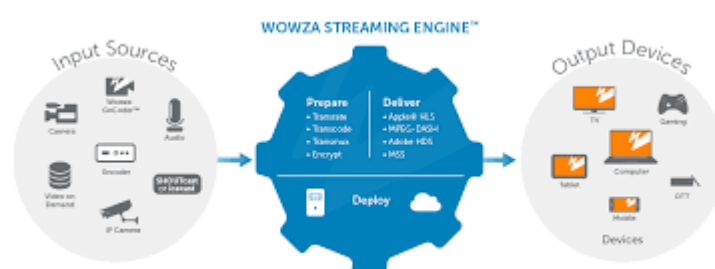 WOWZA STREAMING ENGINE™
Input Sources
Camera
Wowza
GoCoder™
Audio
Encoder
Video on
Demand
SHOUTcast
IP Camera
Prepare
• Transrate
• Transcode
• Transmux
• Encrypt
Deliver
• Apple® HLS
• MPEG-DASH
• Adobe HDS
• MSS
Deploy
Output Devices
TV
Gaming
Tablet
Computer
OTT
Mobile
Devices